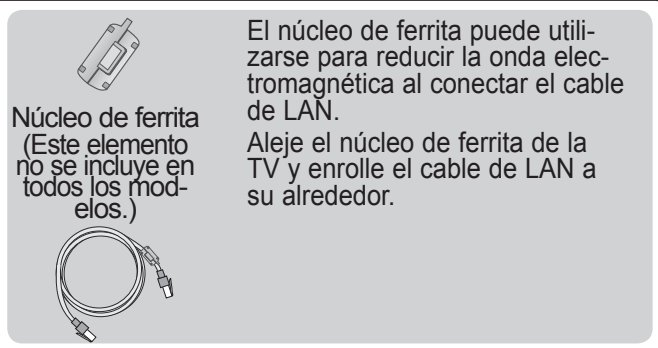 Núcleo de ferrita
(Este elemento
no se incluye en
todos los mod-
elos.)
El núcleo de ferrita puede utili-
zarse para reducir la onda elec-
tromagnética al conectar el cable
de LAN.
Aleje el núcleo de ferrita de la
TV y enrolle el cable de LAN a
su alrededor.